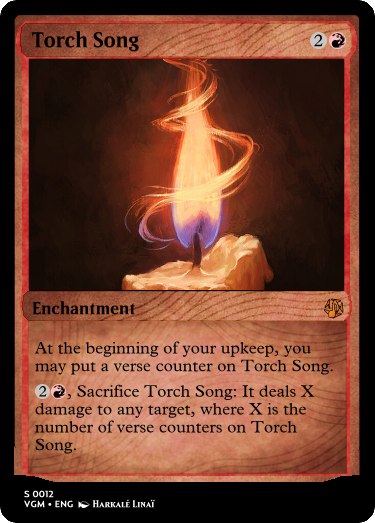 Torch Song 2
Enchantment
At the beginning of your upkeep, you
may put a verse counter on Torch Song.
2, Sacrifice Torch Song: It deals X
damage to any target, where X is the
number of verse counters on Torch
Song.
S 0012
VGM • ENG Harkalé Linaï